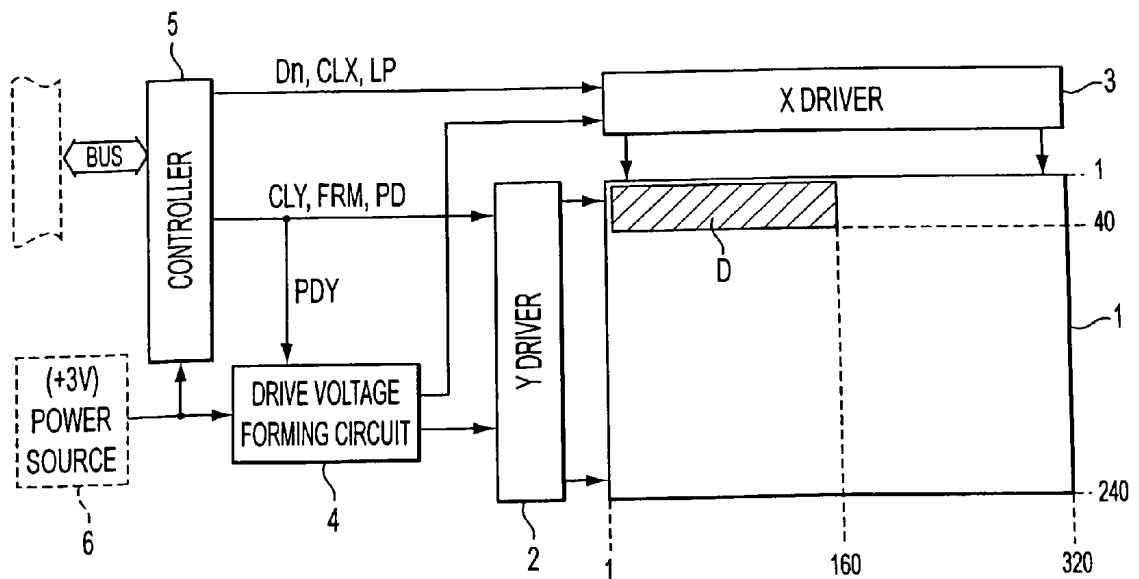 5
Dn, CLX, LP
X DRIVER
3
BUS
CONTROLLER
1
CLY, FRM, PD
40
D
PDY
Y DRIVER
1
(+3V)
POWER
SOURCE
DRIVE VOLTAGE
FORMING CIRCUIT
240
6
4
2
1
160
320